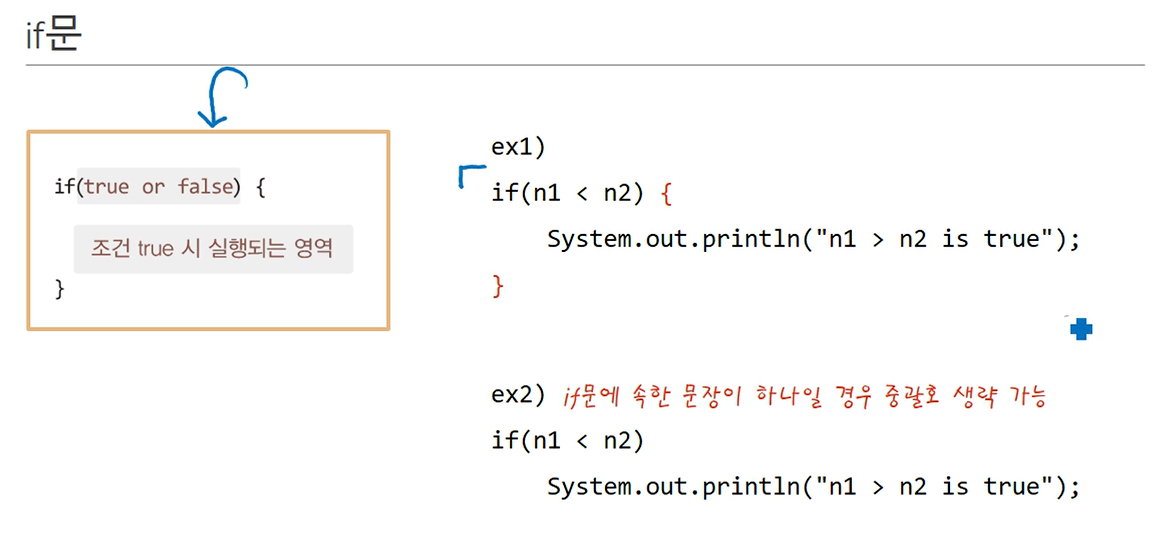 if문
if(true or false) {
조건 true 시 실행되는 영역
}
ex1)
if(n1 < n2) {
System.out.println("n1 > n2 is true");
}
ex2) if문에 속한 문장이 하나일 경우 중괄호 생략 가능
if(n1 < n2)
System.out.println("n1 > n2 is true");